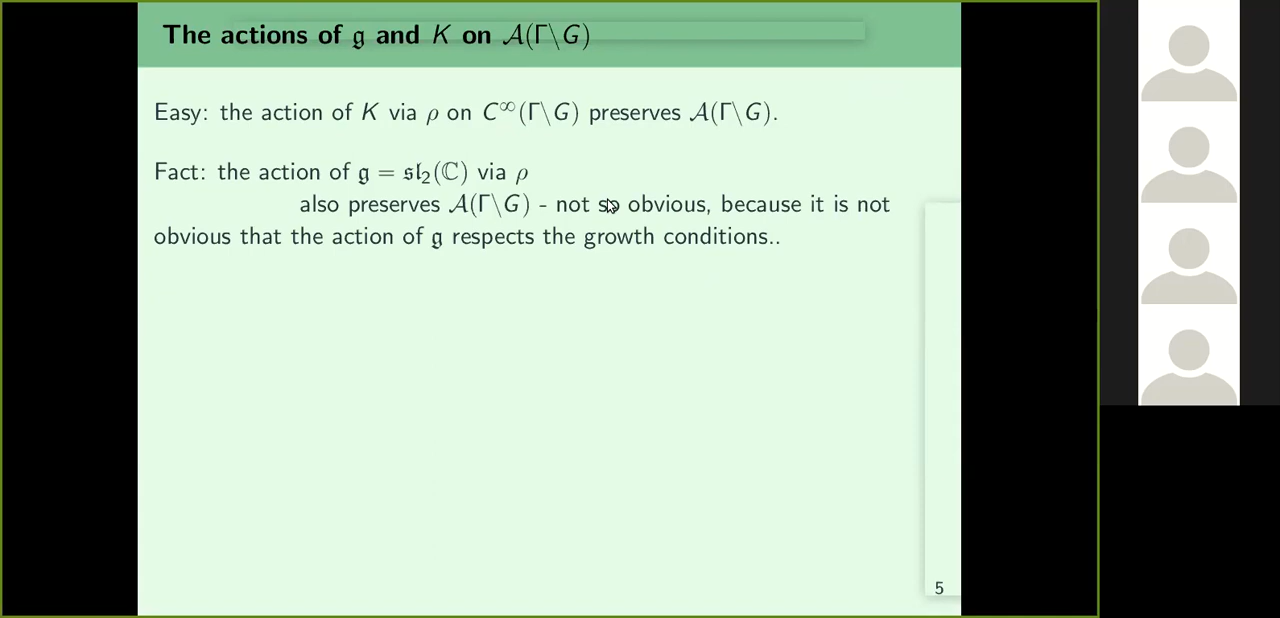 The actions of 𝔤 and K on 𝒜(Γ\G)
Easy: the action of K via ρ on C^∞(Γ\G) preserves 𝒜(Γ\G).
Fact: the action of 𝔤 = 𝔰𝔩₂(ℂ) via ρ
also preserves 𝒜(Γ\G) - not so obvious, because it is not
obvious that the action of 𝔤 respects the growth conditions..
5